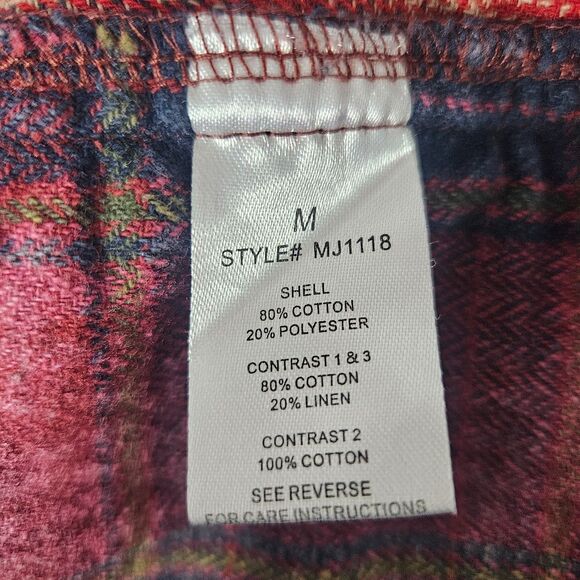 M
STYLE# MJ1118
SHELL
80% COTTON
20% POLYESTER
CONTRAST 1 & 3
80% COTTON
20% LINEN
CONTRAST 2
100% COTTON
SEE REVERSE
FOR CARE INSTRUCTIONS